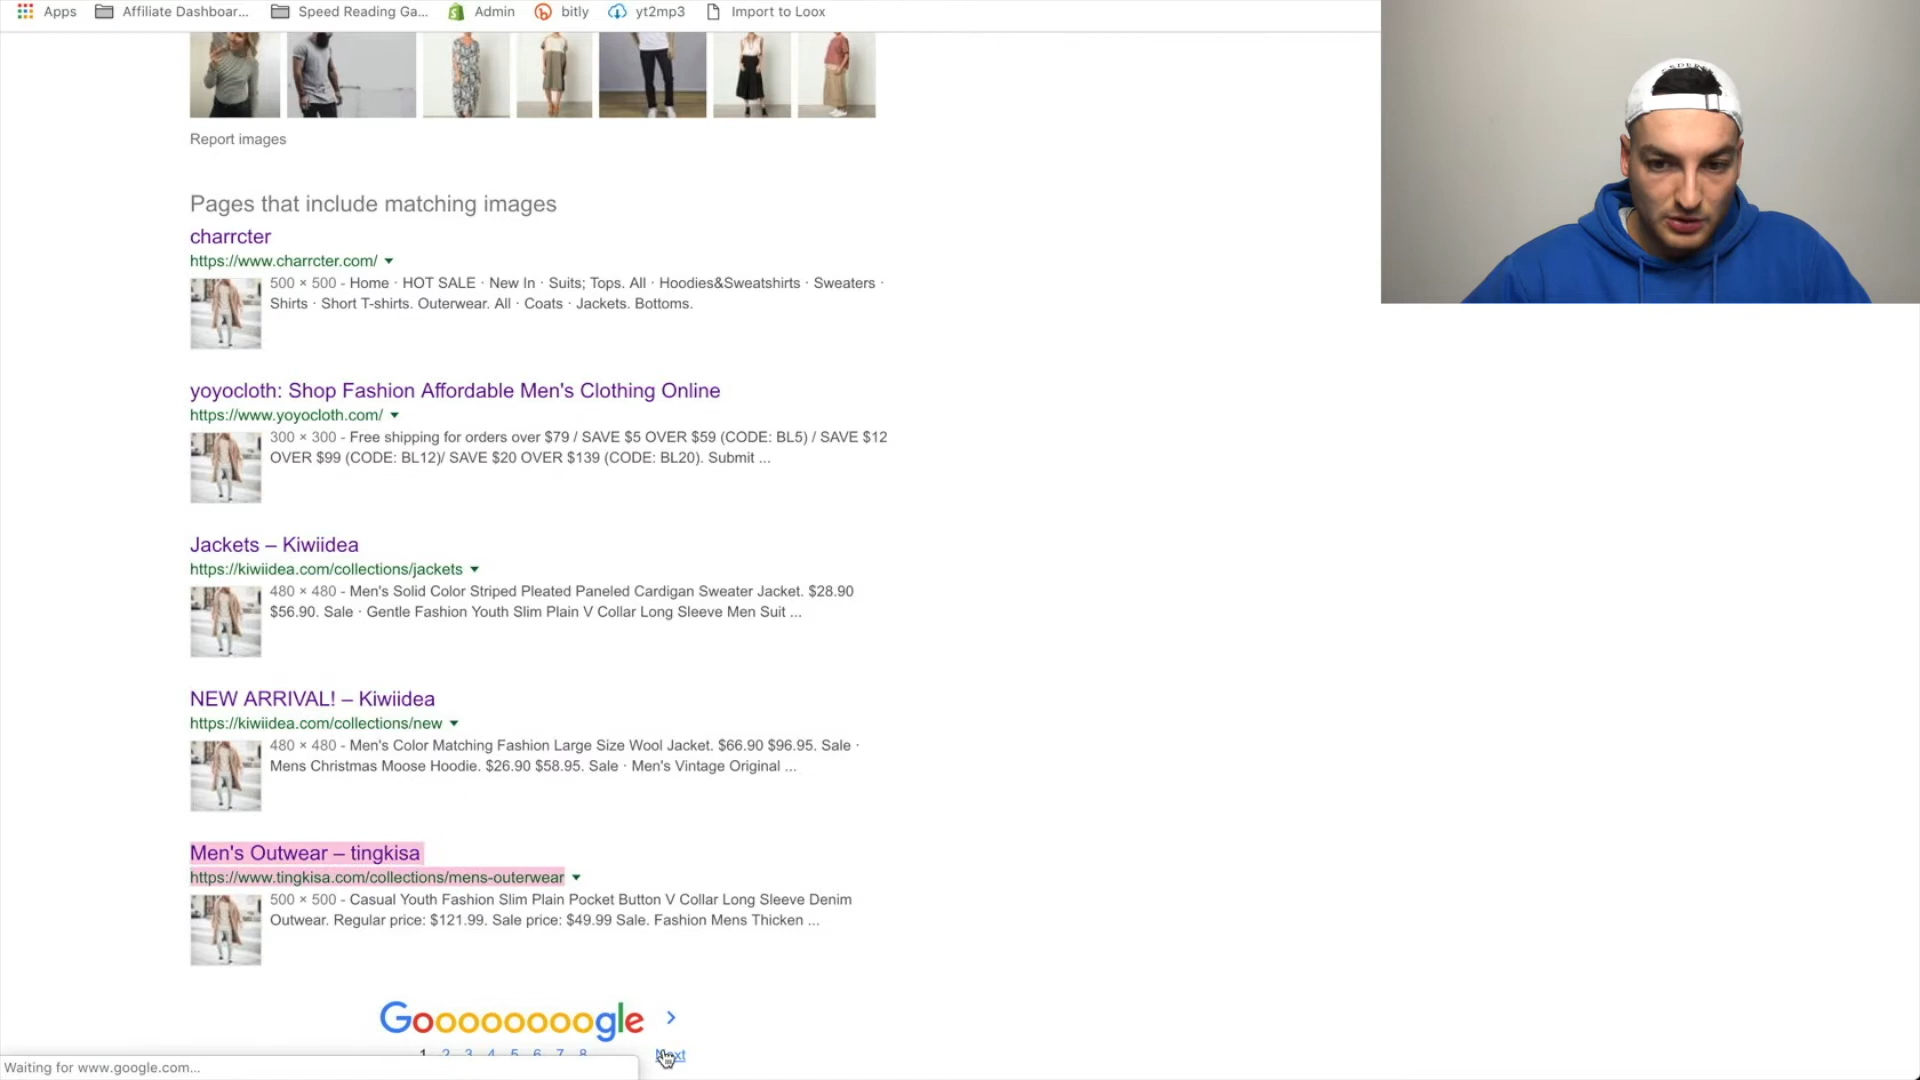 Apps Affiliate Dashboar... Speed Reading Ga... Admin bitly yt2mp3 Import to Loox
Report images
Pages that include matching images
charrcter
https://www.charrcter.com/
500 × 500 - Home · HOT SALE · New In · Suits; Tops. All · Hoodies&Sweatshirts · Sweaters ·
Shirts · Short T-shirts. Outerwear. All · Coats · Jackets. Bottoms.
yoyocloth: Shop Fashion Affordable Men's Clothing Online
https://www.yoyocloth.com/
300 × 300 - Free shipping for orders over $79 / SAVE $5 OVER $59 (CODE: BL5) / SAVE $12
OVER $99 (CODE: BL12)/ SAVE $20 OVER $139 (CODE: BL20). Submit ...
Jackets – Kiwiidea
https://kiwiidea.com/collections/jackets
480 × 480 - Men's Solid Color Striped Pleated Paneled Cardigan Sweater Jacket. $28.90
$56.90. Sale · Gentle Fashion Youth Slim Plain V Collar Long Sleeve Men Suit ...
NEW ARRIVAL! – Kiwiidea
https://kiwiidea.com/collections/new
480 × 480 - Men's Color Matching Fashion Large Size Wool Jacket. $66.90 $96.95. Sale ·
Mens Christmas Moose Hoodie. $26.90 $58.95. Sale · Men's Vintage Original ...
Men's Outwear – tingkisa
https://www.tingkisa.com/collections/mens-outerwear
500 × 500 - Casual Youth Fashion Slim Plain Pocket Button V Collar Long Sleeve Denim
Outwear. Regular price: $121.99. Sale price: $49.99 Sale. Fashion Mens Thicken ...
Goooooooogle
1 2 3 4 5 6 7 8 Next
Waiting for www.google.com...